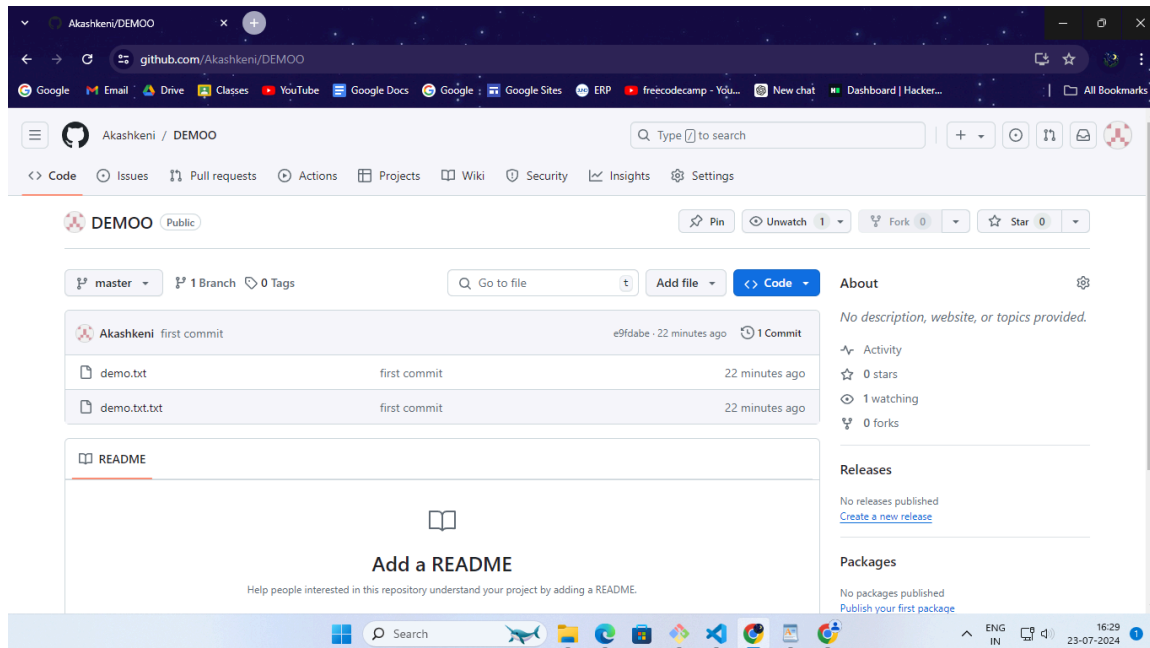 Akashkeni/DEMOO
github.com/Akashkeni/DEMOO
Google Email Drive Classes YouTube Google Docs Google Google Sites ERP freecodecamp - You... New chat Dashboard | Hacker... All Bookmarks
Akashkeni / DEMOO Type / to search
Code Issues Pull requests Actions Projects Wiki Security Insights Settings
DEMOO Public Pin Unwatch 1 Fork 0 Star 0
master 1 Branch 0 Tags Go to file t Add file Code
Akashkeni first commit e9fdabe · 22 minutes ago 1 Commit
demo.txt first commit 22 minutes ago
demo.txt.txt first commit 22 minutes ago
README
Add a README
Help people interested in this repository understand your project by adding a README.
About
No description, website, or topics provided.
Activity
0 stars
1 watching
0 forks
Releases
No releases published
Create a new release
Packages
No packages published
Publish your first package
Search
ENG
IN
16:29
23-07-2024
1